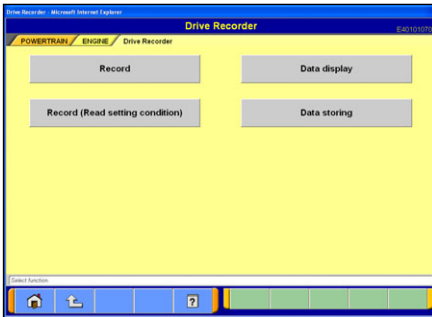 Drive Recorder - Microsoft Internet Explorer
Drive Recorder
E40101070
POWERTRAIN ENGINE Drive Recorder
Record Data display
Record (Read setting condition) Data storing
Select function
?